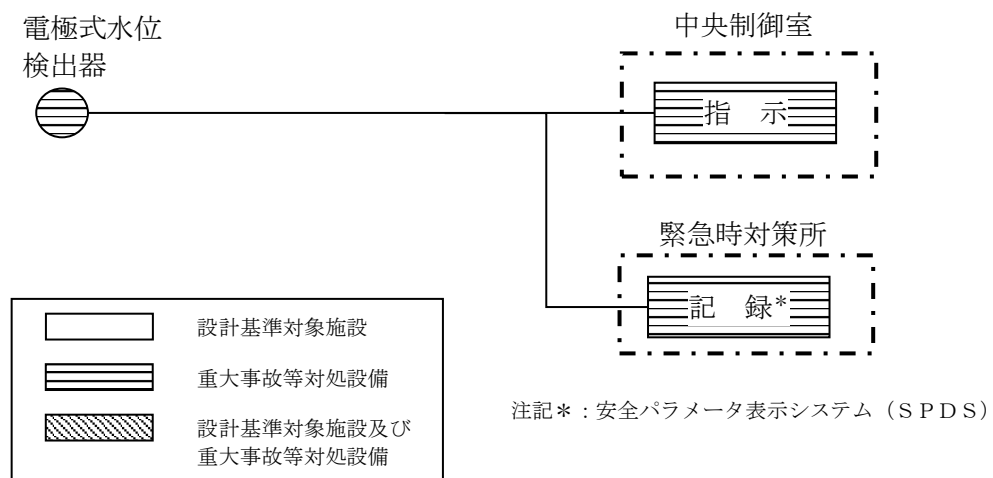 電極式水位
検出器
中央制御室
指　示
緊急時対策所
記　録*
設計基準対象施設
重大事故等対処設備
設計基準対象施設及び
重大事故等対処設備
注記＊：安全パラメータ表示システム（ＳＰＤＳ）